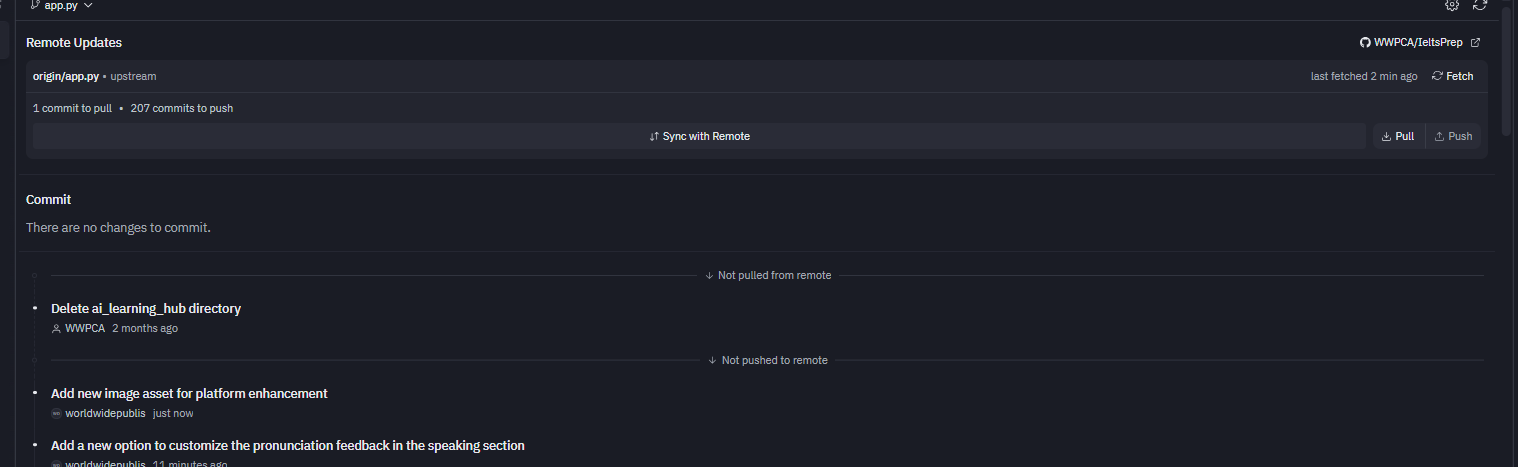 app.py
Remote Updates WWPCA/IeltsPrep
origin/app.py • upstream last fetched 2 min ago Fetch
1 commit to pull • 207 commits to push
Sync with Remote Pull Push
Commit
There are no changes to commit.
Not pulled from remote
Delete ai_learning_hub directory
WWPCA 2 months ago
Not pushed to remote
Add new image asset for platform enhancement
worldwidepublis just now
Add a new option to customize the pronunciation feedback in the speaking section
worldwidepublis 11 minutes ago